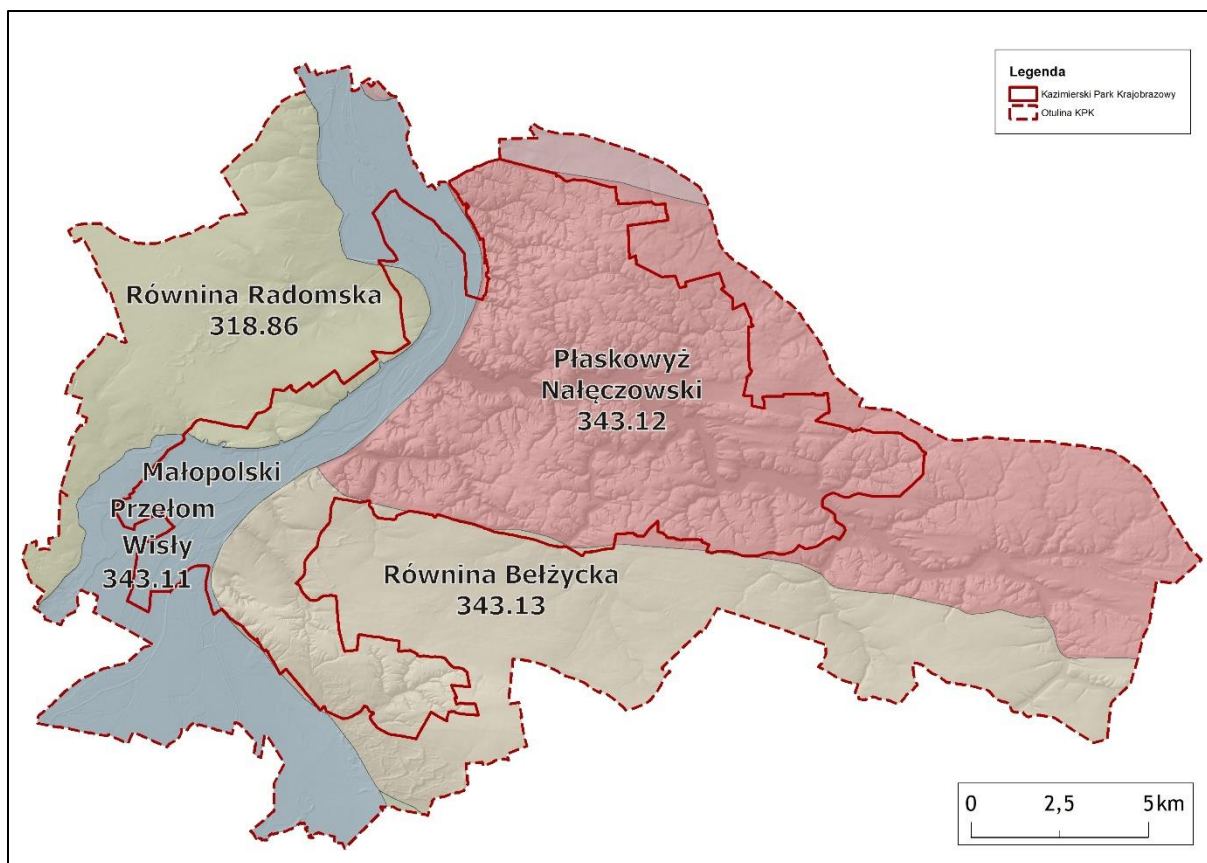 Legenda
Kazimierski Park Krajobrazowy
Otulina KPK
Równina Radomska
318.86
Płaskowyż
Nałęczowski
343.12
Małopolski
Przełom
Wisły
343.11
Równina Bełżycka
343.13
0 2,5 5 km